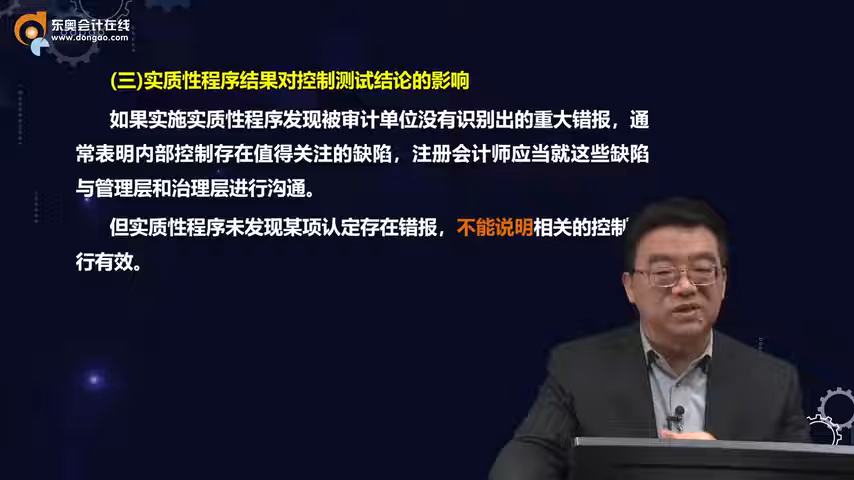 东奥会计在线
www.dongao.com
(三)实质性程序结果对控制测试结论的影响
如果实施实质性程序发现被审计单位没有识别出的重大错报，通
常表明内部控制存在值得关注的缺陷，注册会计师应当就这些缺陷
与管理层和治理层进行沟通。
但实质性程序未发现某项认定存在错报，不能说明相关的控制
行有效。